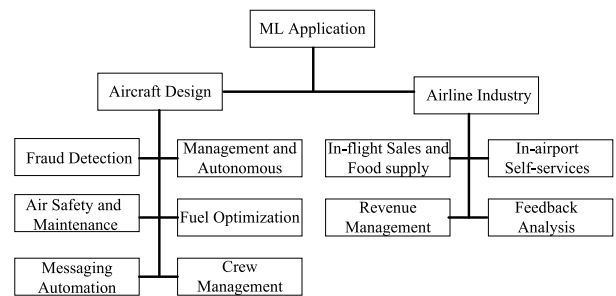 ML Application
Aircraft Design
Airline Industry
Fraud Detection
Management and
Autonomous
In-flight Sales and
Food supply
In-airport
Self-services
Air Safety and
Maintenance
Fuel Optimization
Revenue
Management
Feedback
Analysis
Messaging
Automation
Crew
Management